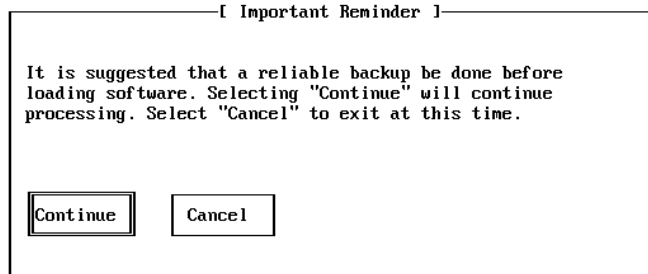 [ Important Reminder ]
It is suggested that a reliable backup be done before
loading software. Selecting "Continue" will continue
processing. Select "Cancel" to exit at this time.
Continue Cancel